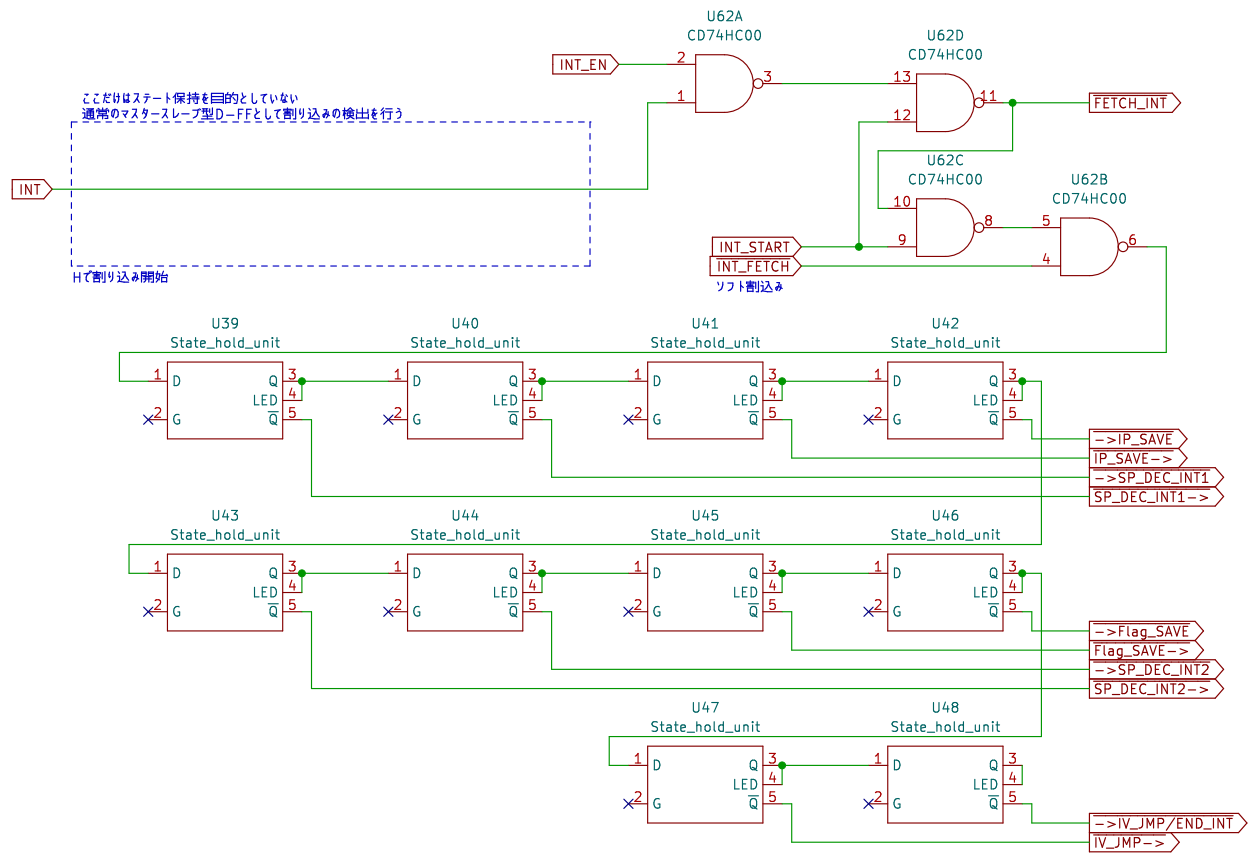 U62A
CD74HC00
U62D
CD74HC00
INT_EN
2
1
3
13
12
11
FETCH_INT
ここだけはステート保持を目的としていない
通常のマスタースレーブ型D-FFとして割り込みの検出を行う
INT
Hで割り込み開始
U62C
CD74HC00
U62B
CD74HC00
10
9
8
5
4
6
INT_START
INT_FETCH
ソフト割込み
U39
State_hold_unit
1
D
2
G
Q
3
LED
4
Q
5
U40
State_hold_unit
1
D
2
G
Q
3
LED
4
Q
5
U41
State_hold_unit
1
D
2
G
Q
3
LED
4
Q
5
U42
State_hold_unit
1
D
2
G
Q
3
LED
4
Q
5
->IP_SAVE
IP_SAVE->
->SP_DEC_INT1
SP_DEC_INT1->
U43
State_hold_unit
1
D
2
G
Q
3
LED
4
Q
5
U44
State_hold_unit
1
D
2
G
Q
3
LED
4
Q
5
U45
State_hold_unit
1
D
2
G
Q
3
LED
4
Q
5
U46
State_hold_unit
1
D
2
G
Q
3
LED
4
Q
5
->Flag_SAVE
Flag_SAVE->
->SP_DEC_INT2
SP_DEC_INT2->
U47
State_hold_unit
1
D
2
G
Q
3
LED
4
Q
5
U48
State_hold_unit
1
D
2
G
Q
3
LED
4
Q
5
->IV_JMP/END_INT
IV_JMP->